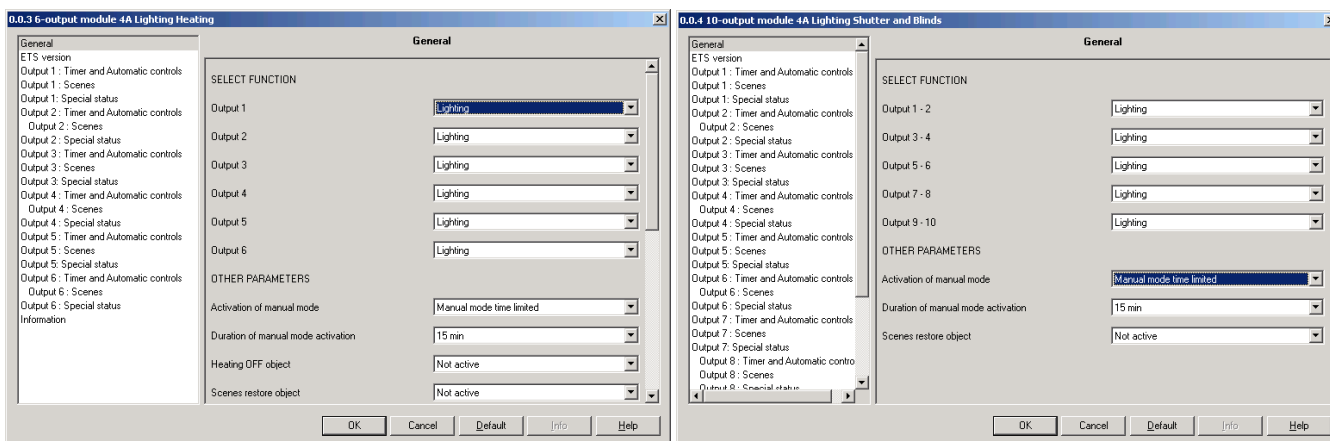 0.0.3 6-output module 4A Lighting Heating
General
ETS version
Output 1 : Timer and Automatic controls
Output 1 : Scenes
Output 1: Special status
Output 2 : Timer and Automatic controls
Output 2 : Scenes
Output 2 : Special status
Output 3 : Timer and Automatic controls
Output 3 : Scenes
Output 3: Special status
Output 4 : Timer and Automatic controls
Output 4 : Scenes
Output 4 : Special status
Output 5 : Timer and Automatic controls
Output 5 : Scenes
Output 5: Special status
Output 6 : Timer and Automatic controls
Output 6 : Scenes
Output 6 : Special status
Information
General
SELECT FUNCTION
Output 1 Lighting
Output 2 Lighting
Output 3 Lighting
Output 4 Lighting
Output 5 Lighting
Output 6 Lighting
OTHER PARAMETERS
Activation of manual mode Manual mode time limited
Duration of manual mode activation 15 min
Heating OFF object Not active
Scenes restore object Not active
OK Cancel Default Info Help
0.0.4 10-output module 4A Lighting Shutter and Blinds
General
ETS version
Output 1 : Timer and Automatic controls
Output 1 : Scenes
Output 1: Special status
Output 2 : Timer and Automatic controls
Output 2 : Scenes
Output 2 : Special status
Output 3 : Timer and Automatic controls
Output 3 : Scenes
Output 3: Special status
Output 4 : Timer and Automatic controls
Output 4 : Scenes
Output 4 : Special status
Output 5 : Timer and Automatic controls
Output 5 : Scenes
Output 5: Special status
Output 6 : Timer and Automatic controls
Output 6 : Scenes
Output 6 : Special status
Output 7 : Timer and Automatic controls
Output 7 : Scenes
Output 7: Special status
Output 8 : Timer and Automatic contro
Output 8 : Scenes
Output 8 : Special status
General
SELECT FUNCTION
Output 1 - 2 Lighting
Output 3 - 4 Lighting
Output 5 - 6 Lighting
Output 7 - 8 Lighting
Output 9 - 10 Lighting
OTHER PARAMETERS
Activation of manual mode Manual mode time limited
Duration of manual mode activation 15 min
Scenes restore object Not active
OK Cancel Default Info Help